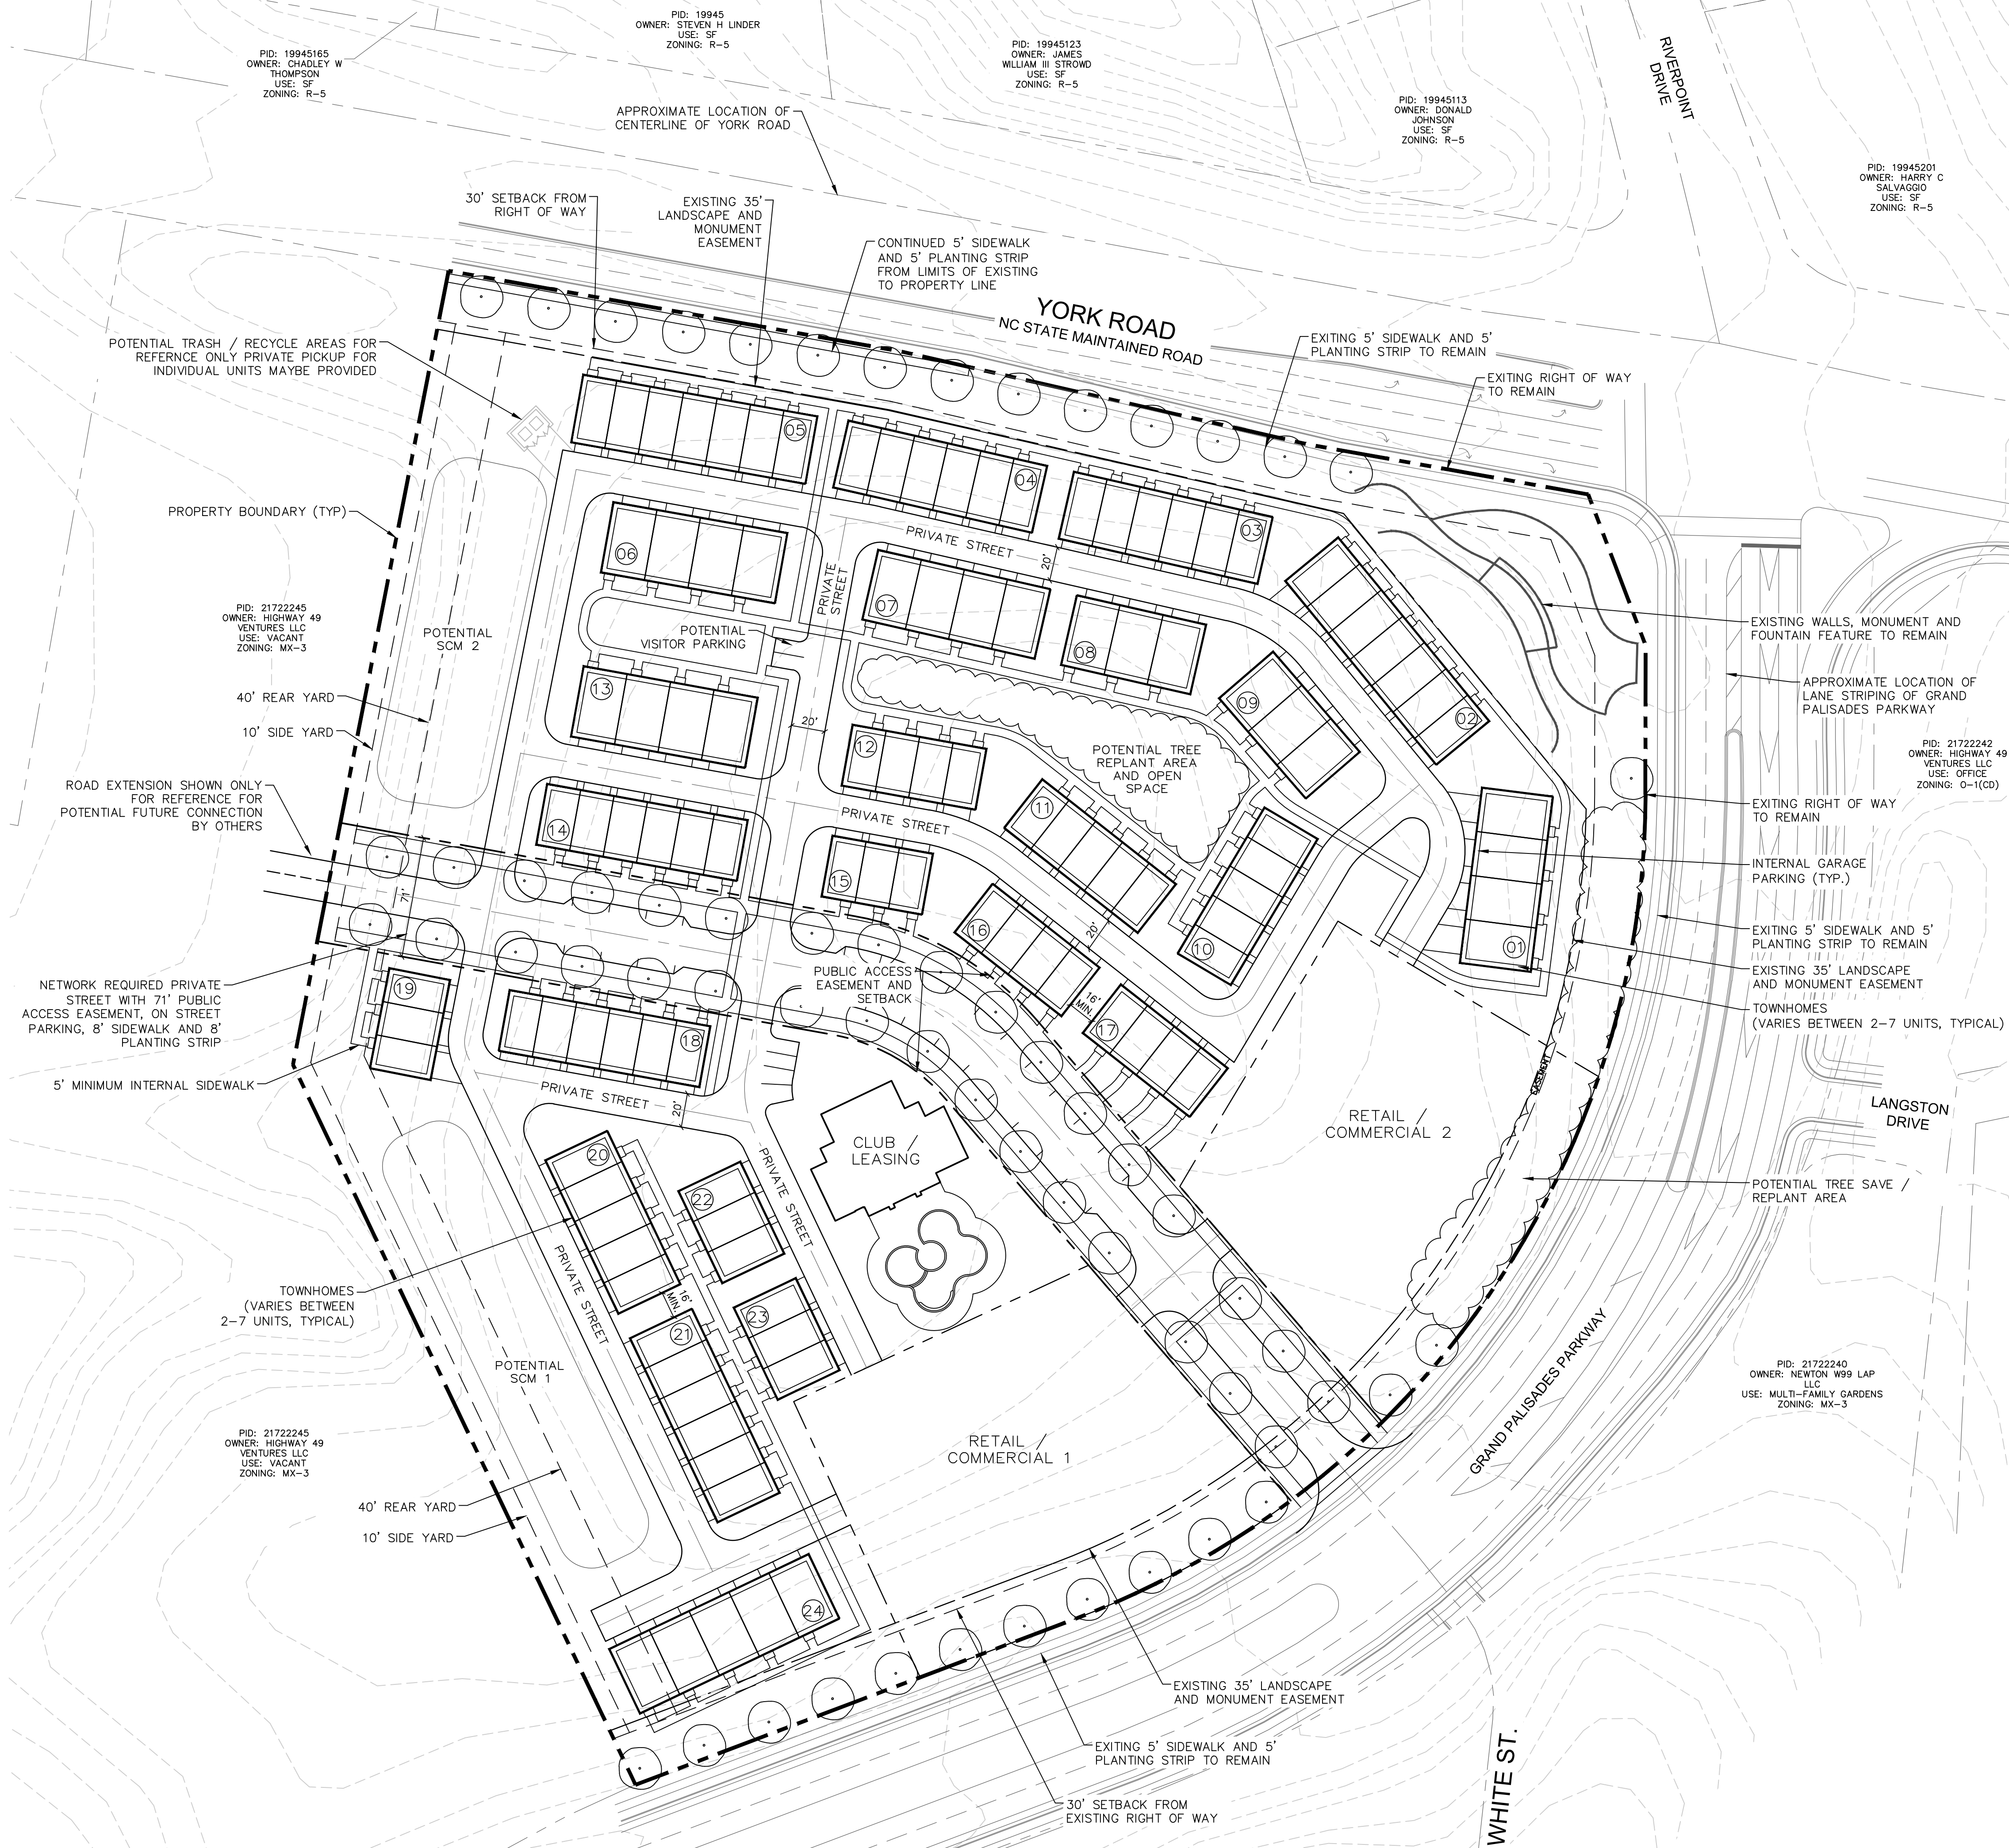 PID: 19945165
OWNER: CHADLEY W
THOMPSON
USE: SF
ZONING: R-5
PID: 19945
OWNER: STEVEN H LINDER
USE: SF
ZONING: R-5
PID: 19945123
OWNER: JAMES
WILLIAM III STROWD
USE: SF
ZONING: R-5
PID: 19945113
OWNER: DONALD
JOHNSON
USE: SF
ZONING: R-5
RIVERPOINT
DRIVE
PID: 19945201
OWNER: HARRY C
SALVAGGIO
USE: SF
ZONING: R-5
APPROXIMATE LOCATION OF
CENTERLINE OF YORK ROAD
30' SETBACK FROM
RIGHT OF WAY
EXISTING 35'
LANDSCAPE AND
MONUMENT
EASEMENT
CONTINUED 5' SIDEWALK
AND 5' PLANTING STRIP
FROM LIMITS OF EXISTING
TO PROPERTY LINE
YORK ROAD
NC STATE MAINTAINED ROAD
EXITING 5' SIDEWALK AND 5'
PLANTING STRIP TO REMAIN
EXITING RIGHT OF WAY
TO REMAIN
POTENTIAL TRASH / RECYCLE AREAS FOR
REFERNCE ONLY PRIVATE PICKUP FOR
INDIVIDUAL UNITS MAYBE PROVIDED
05
04
03
PROPERTY BOUNDARY (TYP)
06
PRIVATE STREET
20'
PRIVATE
STREET
07
08
PID: 21722245
OWNER: HIGHWAY 49
VENTURES LLC
USE: VACANT
ZONING: MX-3
POTENTIAL
SCM 2
POTENTIAL
VISITOR PARKING
EXISTING WALLS, MONUMENT AND
FOUNTAIN FEATURE TO REMAIN
40' REAR YARD
10' SIDE YARD
13
20'
12
09
02
APPROXIMATE LOCATION OF
LANE STRIPING OF GRAND
PALISADES PARKWAY
POTENTIAL TREE
REPLANT AREA
AND OPEN
SPACE
PID: 21722242
OWNER: HIGHWAY 49
VENTURES LLC
USE: OFFICE
ZONING: O-1(CD)
ROAD EXTENSION SHOWN ONLY
FOR REFERENCE FOR
POTENTIAL FUTURE CONNECTION
BY OTHERS
14
PRIVATE STREET
11
EXITING RIGHT OF WAY
TO REMAIN
INTERNAL GARAGE
PARKING (TYP.)
71'
15
16
20'
10
01
EXISTING 5' SIDEWALK AND 5'
PLANTING STRIP TO REMAIN
EXISTING 35' LANDSCAPE
AND MONUMENT EASEMENT
TOWNHOMES
(VARIES BETWEEN 2-7 UNITS, TYPICAL)
NETWORK REQUIRED PRIVATE
STREET WITH 71' PUBLIC
ACCESS EASEMENT, ON STREET
PARKING, 8' SIDEWALK AND 8'
PLANTING STRIP
19
PUBLIC ACCESS
EASEMENT AND
SETBACK
16'
MIN.
17
18
5' MINIMUM INTERNAL SIDEWALK
PRIVATE STREET
20'
EASEMENT
RETAIL /
COMMERCIAL 2
LANGSTON
DRIVE
CLUB /
LEASING
20
22
PRIVATE STREET
POTENTIAL TREE SAVE /
REPLANT AREA
PRIVATE STREET
TOWNHOMES
(VARIES BETWEEN
2-7 UNITS, TYPICAL)
16'
MIN.
21
23
POTENTIAL
SCM 1
GRAND PALISADES PARKWAY
PID: 21722240
OWNER: NEWTON W99 LAP
LLC
USE: MULTI-FAMILY GARDENS
ZONING: MX-3
RETAIL /
COMMERCIAL 1
PID: 21722245
OWNER: HIGHWAY 49
VENTURES LLC
USE: VACANT
ZONING: MX-3
40' REAR YARD
10' SIDE YARD
24
EXISTING 35' LANDSCAPE
AND MONUMENT EASEMENT
EXITING 5' SIDEWALK AND 5'
PLANTING STRIP TO REMAIN
30' SETBACK FROM
EXISTING RIGHT OF WAY
WHITE ST.